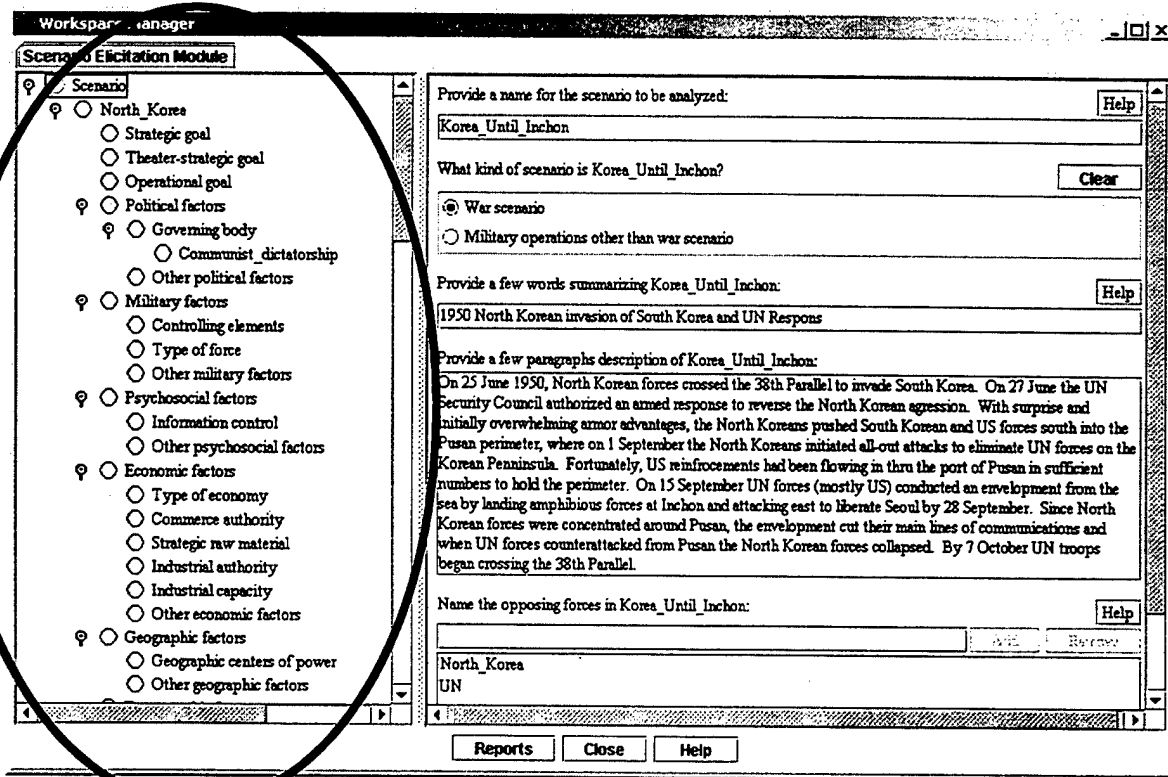 Workspace Manager
Scenario Elicitation Module
Scenario
North_Korea
Strategic goal
Theater-strategic goal
Operational goal
Political factors
Governing body
Communist_dictatorship
Other political factors
Military factors
Controlling elements
Type of force
Other military factors
Psychosocial factors
Information control
Other psychosocial factors
Economic factors
Type of economy
Commerce authority
Strategic raw material
Industrial authority
Industrial capacity
Other economic factors
Geographic factors
Geographic centers of power
Other geographic factors
Provide a name for the scenario to be analyzed:
Help
Korea_Until_Inchon
What kind of scenario is Korea_Until_Inchon?
Clear
War scenario
Military operations other than war scenario
Provide a few words summarizing Korea_Until_Inchon:
Help
1950 North Korean invasion of South Korea and UN Respons
Provide a few paragraphs description of Korea_Until_Inchon:
On 25 June 1950, North Korean forces crossed the 38th Parallel to invade South Korea. On 27 June the UN
Security Council authorized an armed response to reverse the North Korean agression. With surprise and
initially overwhelming armor advantages, the North Koreans pushed South Korean and US forces south into the
Pusan perimeter, where on 1 September the North Koreans initiated all-out attacks to eliminate UN forces on the
Korean Penninsula. Fortunately, US reinfrocements had been flowing in thru the port of Pusan in sufficient
numbers to hold the perimeter. On 15 September UN forces (mostly US) conducted an envelopment from the
sea by landing amphibious forces at Inchon and attacking east to liberate Seoul by 28 September. Since North
Korean forces were concentrated around Pusan, the envelopment cut their main lines of communications and
when UN forces counterattacked from Pusan the North Korean forces collapsed. By 7 October UN troops
began crossing the 38th Parallel.
Name the opposing forces in Korea_Until_Inchon:
Help
Add
Remove
North_Korea
UN
Reports
Close
Help